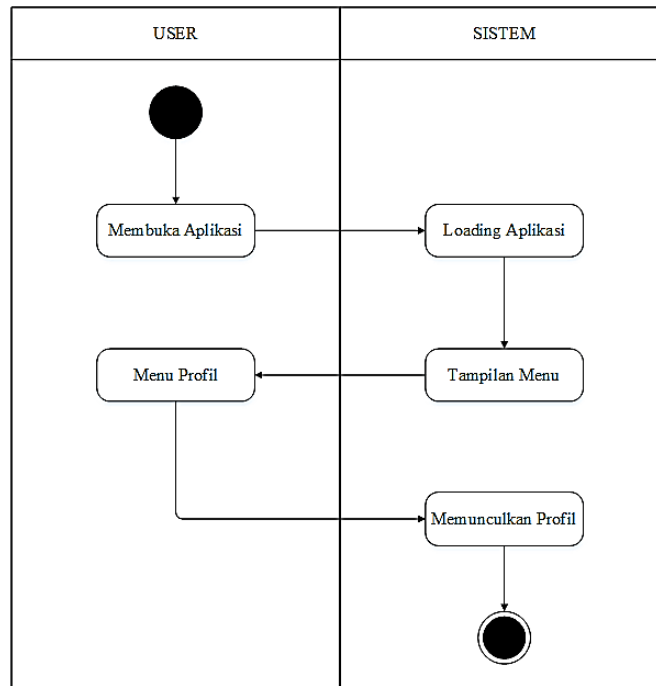 USER
SISTEM
Membuka Aplikasi
Loading Aplikasi
Menu Profil
Tampilan Menu
Memunculkan Profil